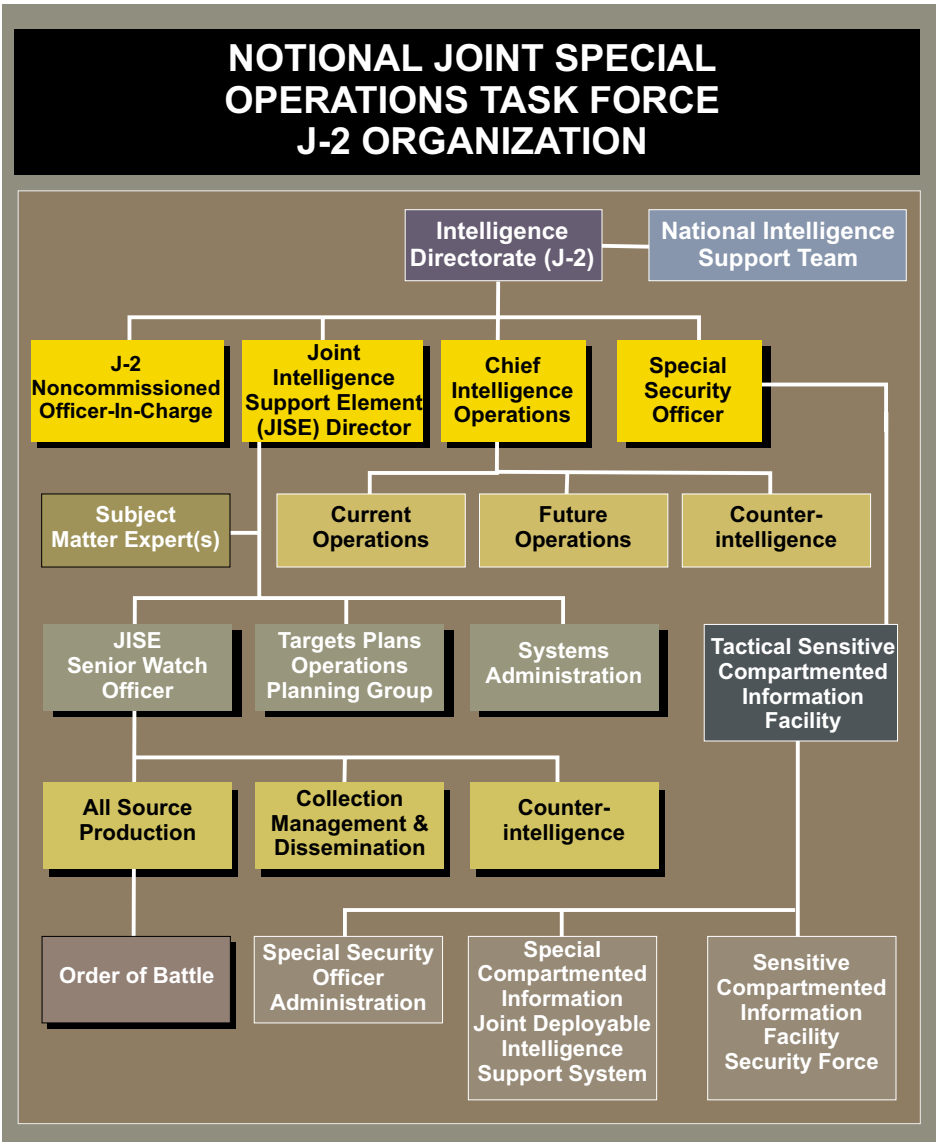 NOTIONAL JOINT SPECIAL
OPERATIONS TASK FORCE
J-2 ORGANIZATION
Intelligence
Directorate (J-2)
National Intelligence
Support Team
J-2
Noncommissioned
Officer-In-Charge
Joint
Intelligence
Support Element
(JISE) Director
Chief
Intelligence
Operations
Special
Security
Officer
Subject
Matter Expert(s)
Current
Operations
Future
Operations
Counter-
intelligence
JISE
Senior Watch
Officer
Targets Plans
Operations
Planning Group
Systems
Administration
Tactical Sensitive
Compartmented
Information
Facility
All Source
Production
Collection
Management &
Dissemination
Counter-
intelligence
Order of Battle
Special Security
Officer
Administration
Special
Compartmented
Information
Joint Deployable
Intelligence
Support System
Sensitive
Compartmented
Information
Facility
Security Force